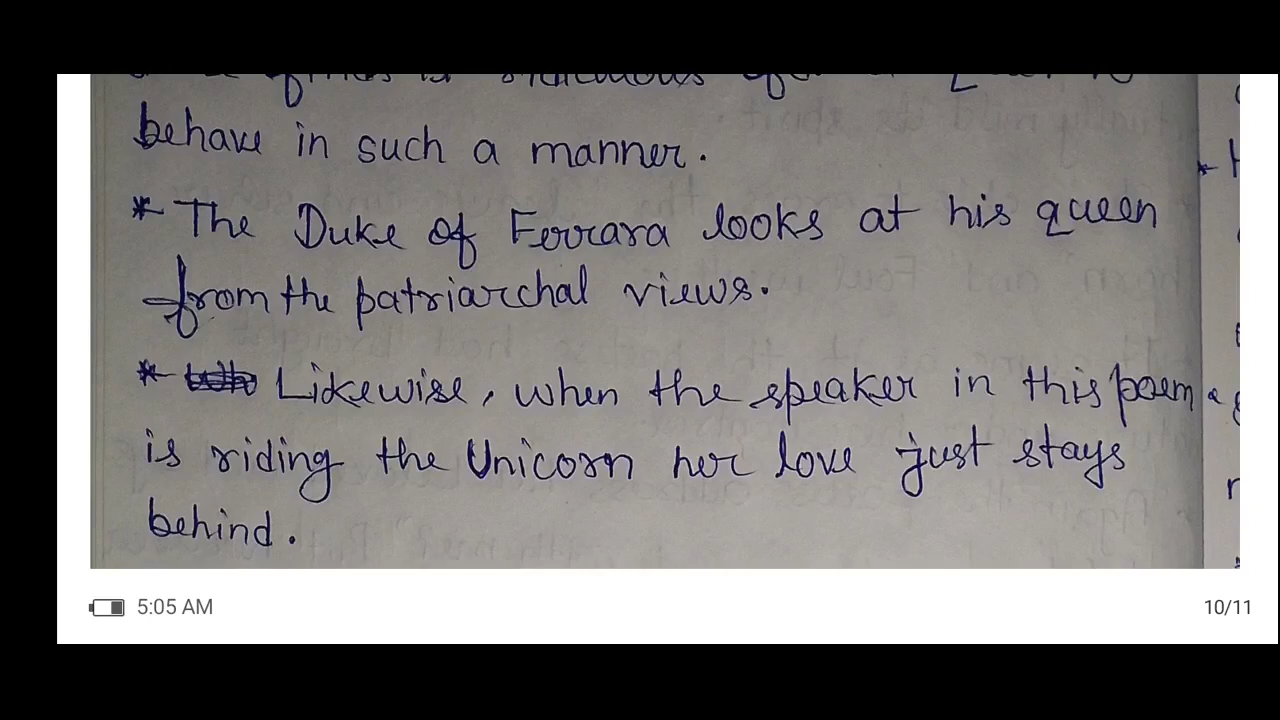 behave in such a manner.
* The Duke of Ferrara looks at his queen
from the patriarchal views.
* Likewise, when the speaker in this poem
is riding the Unicorn her love just stays
behind.
5:05 AM
10/11